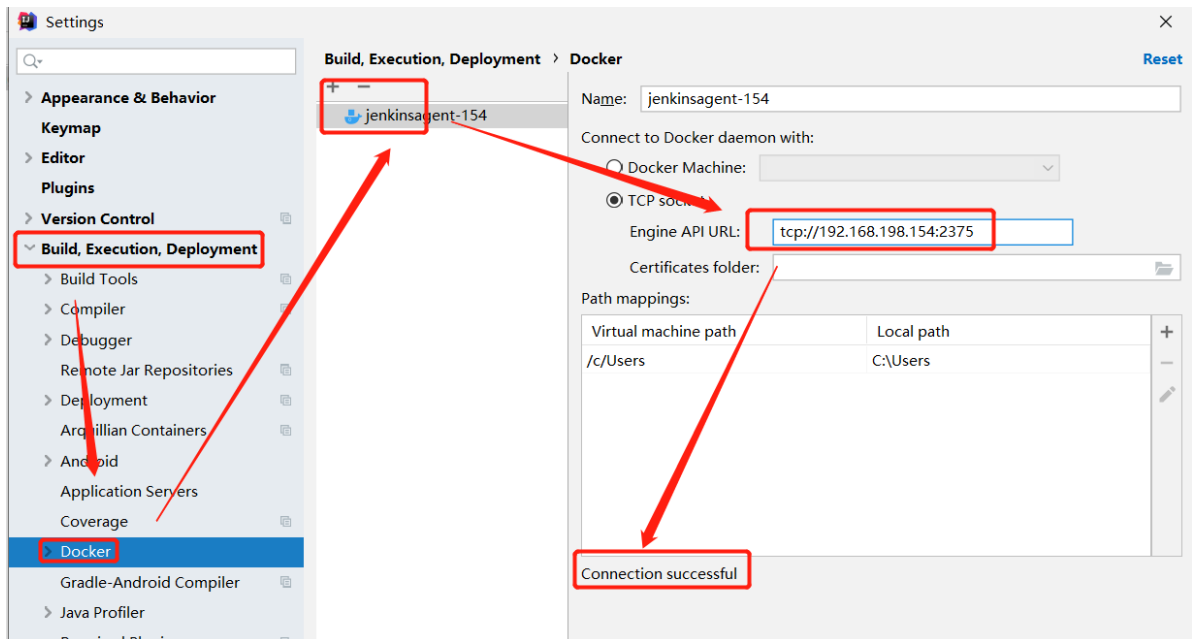 Settings
Build, Execution, Deployment > Docker
Reset
Appearance & Behavior
Keymap
Editor
Plugins
Version Control
Build, Execution, Deployment
Build Tools
Compiler
Debugger
Remote Jar Repositories
Deployment
Arquillian Containers
Android
Application Servers
Coverage
Docker
Gradle-Android Compiler
Java Profiler
jenkinsagent-154
Name: jenkinsagent-154
Connect to Docker daemon with:
Docker Machine:
TCP socket
Engine API URL: tcp://192.168.198.154:2375
Certificates folder:
Path mappings:
Virtual machine path Local path
/c/Users C:\Users
Connection successful